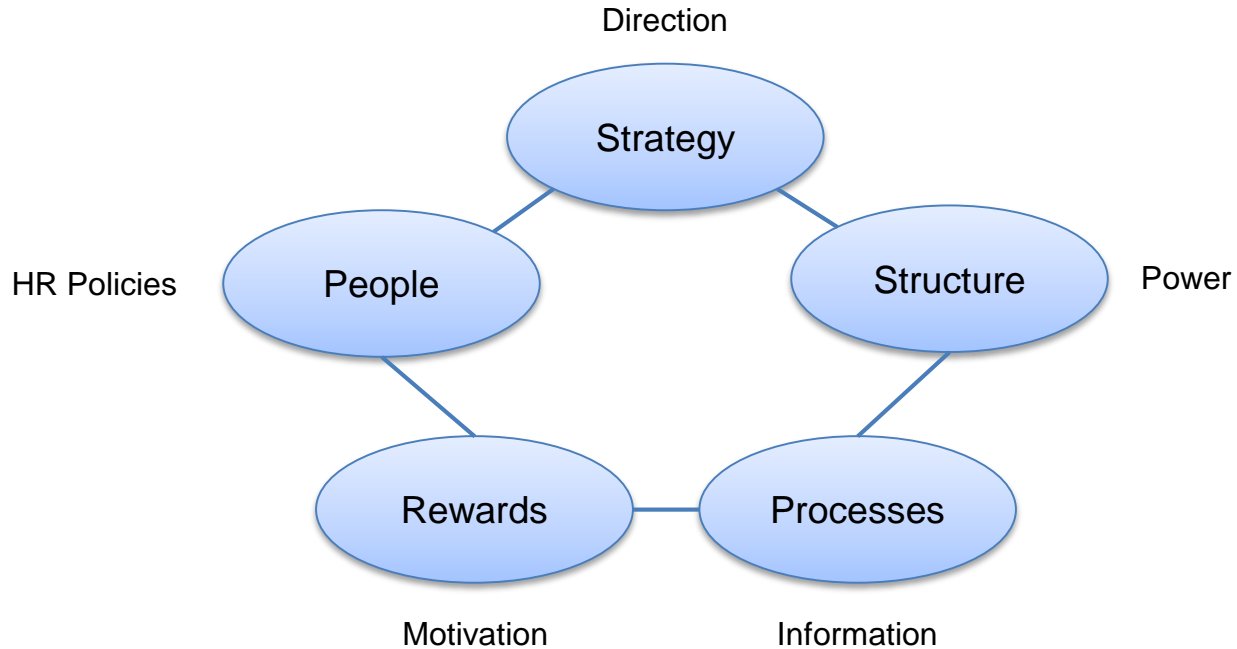 Direction
Strategy
HR Policies
People
Structure
Power
Rewards
Processes
Motivation
Information